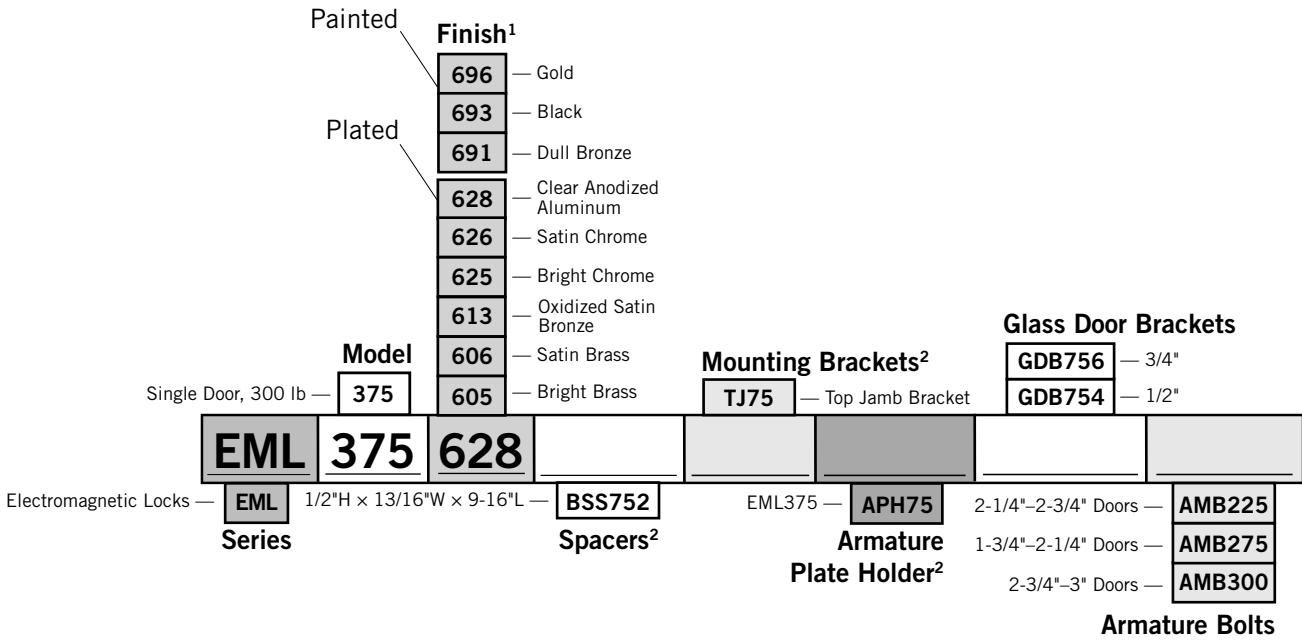 Painted
Finish¹
696 — Gold
693 — Black
Plated
691 — Dull Bronze
628 — Clear Anodized
Aluminum
626 — Satin Chrome
625 — Bright Chrome
613 — Oxidized Satin
Bronze
606 — Satin Brass
605 — Bright Brass
Model
Single Door, 300 lb — 375
Mounting Brackets²
TJ75 — Top Jamb Bracket
Glass Door Brackets
GDB756 — 3/4"
GDB754 — 1/2"
EML 375 628
Electromagnetic Locks — EML
Series
1/2"H × 13/16"W × 9-16"L — BSS752
Spacers²
EML375 — APH75
Armature
Plate Holder²
2-1/4"–2-3/4" Doors — AMB225
1-3/4"–2-1/4" Doors — AMB275
2-3/4"–3" Doors — AMB300
Armature Bolts